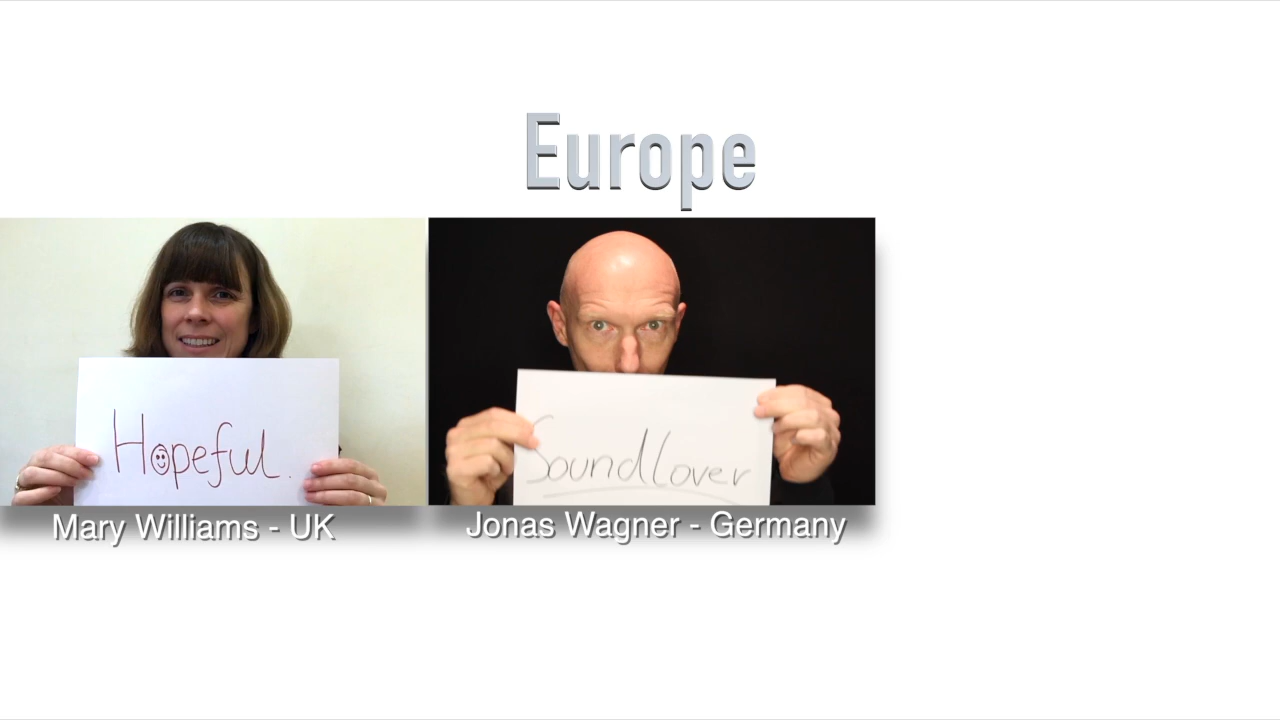 Europe
Hopeful.
SoundLover
Mary Williams - UK
Jonas Wagner - Germany